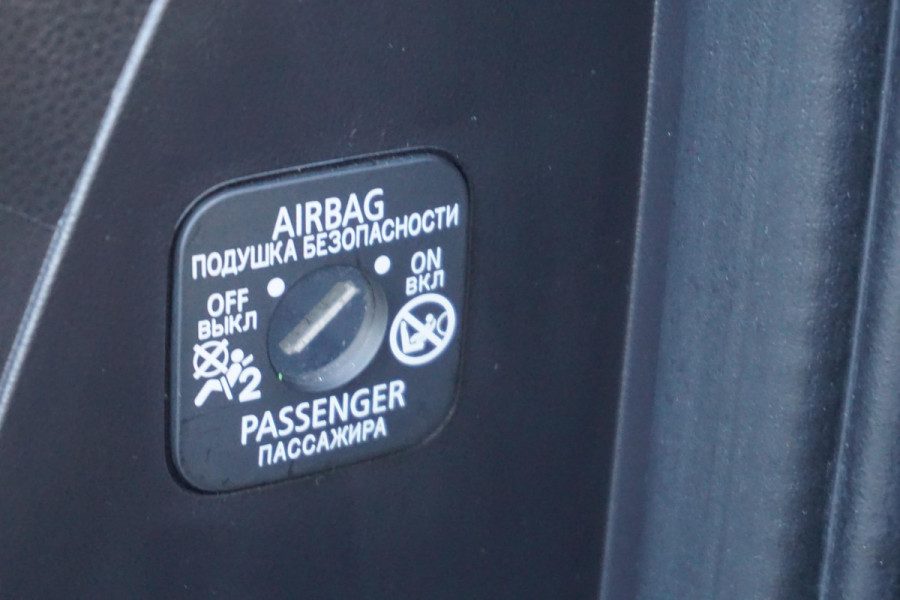 AIRBAG
ПОДУШКА БЕЗОПАСНОСТИ
OFF
ВЫКЛ
ON
ВКЛ
2
PASSENGER
ПАССАЖИРА